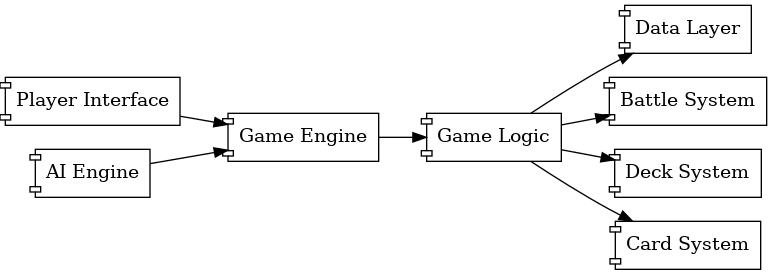 Data Layer
Player Interface
Battle System
Game Engine
Game Logic
AI Engine
Deck System
Card System